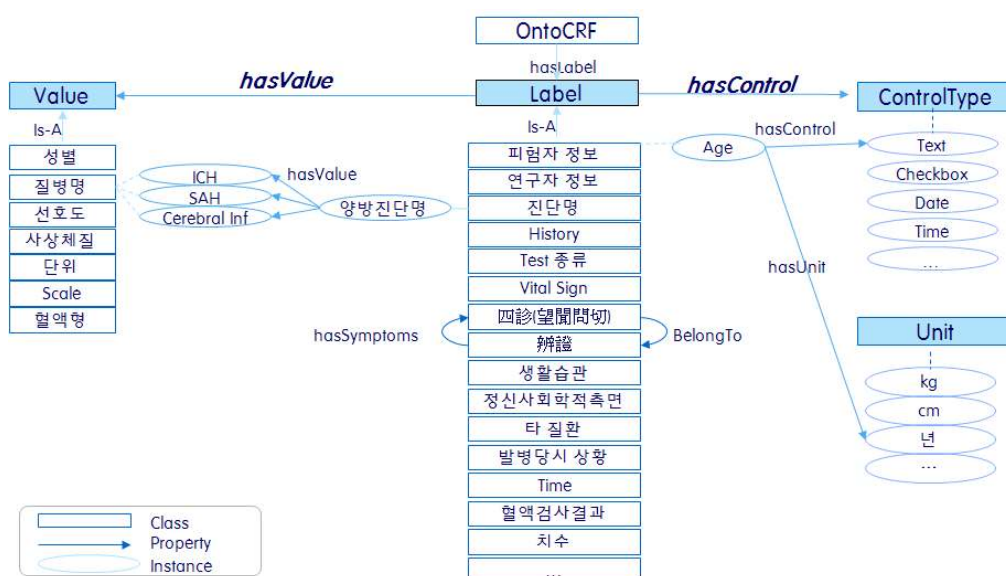 OntoCRF
hasLabel
hasValue
hasControl
Value
Label
ControlType
Is-A
Is-A
성별
질병명
선호도
사상체질
단위
Scale
혈액형
ICH
SAH
Cerebral Inf
hasValue
양방진단명
피험자 정보
연구자 정보
진단명
History
Test 종류
Vital Sign
四診(望聞問切)
辨證
생활습관
정신사회학적측면
타 질환
발병당시 상황
Time
혈액검사결과
치수
...
hasSymptoms
BelongTo
Age
hasControl
hasUnit
Text
Checkbox
Date
Time
...
Unit
kg
cm
년
...
Class
Property
Instance